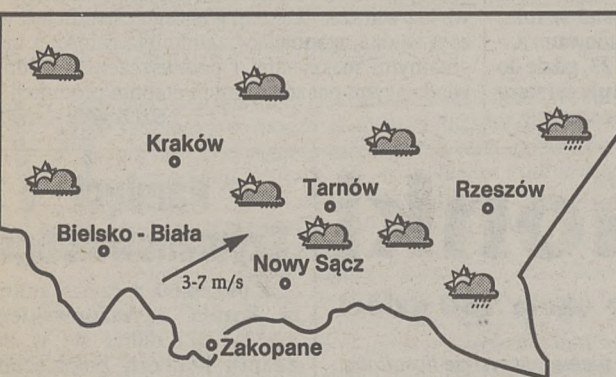 Kraków
Tarnów
Rzeszów
Bielsko - Biała
3-7 m/s
Nowy Sącz
Zakopane